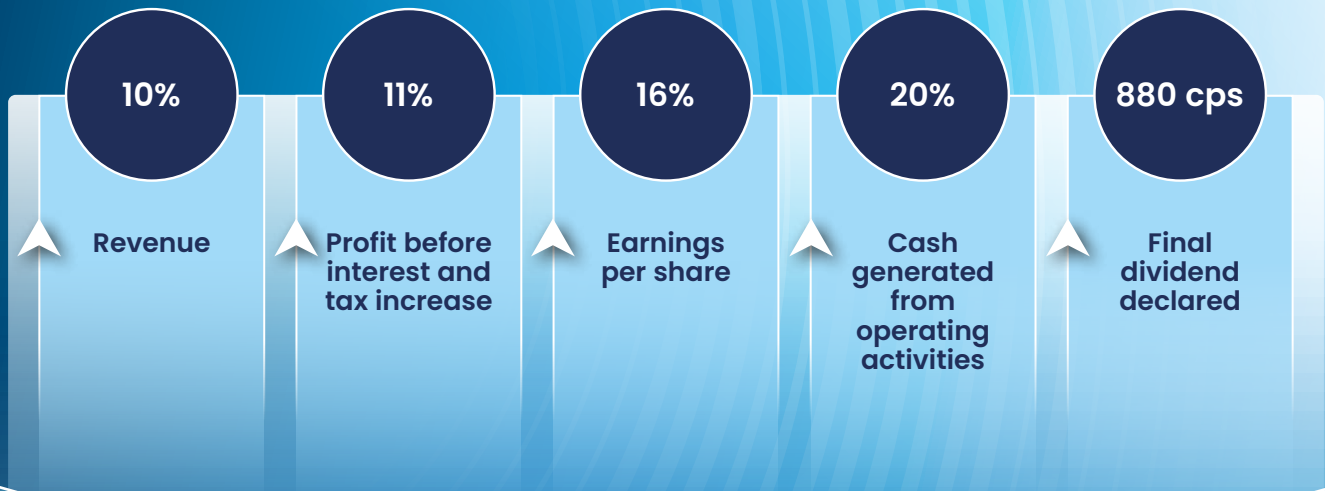 10%
Revenue
11%
Profit before
interest and
tax increase
16%
Earnings
per share
20%
Cash
generated
from
operating
activities
880 cps
Final
dividend
declared